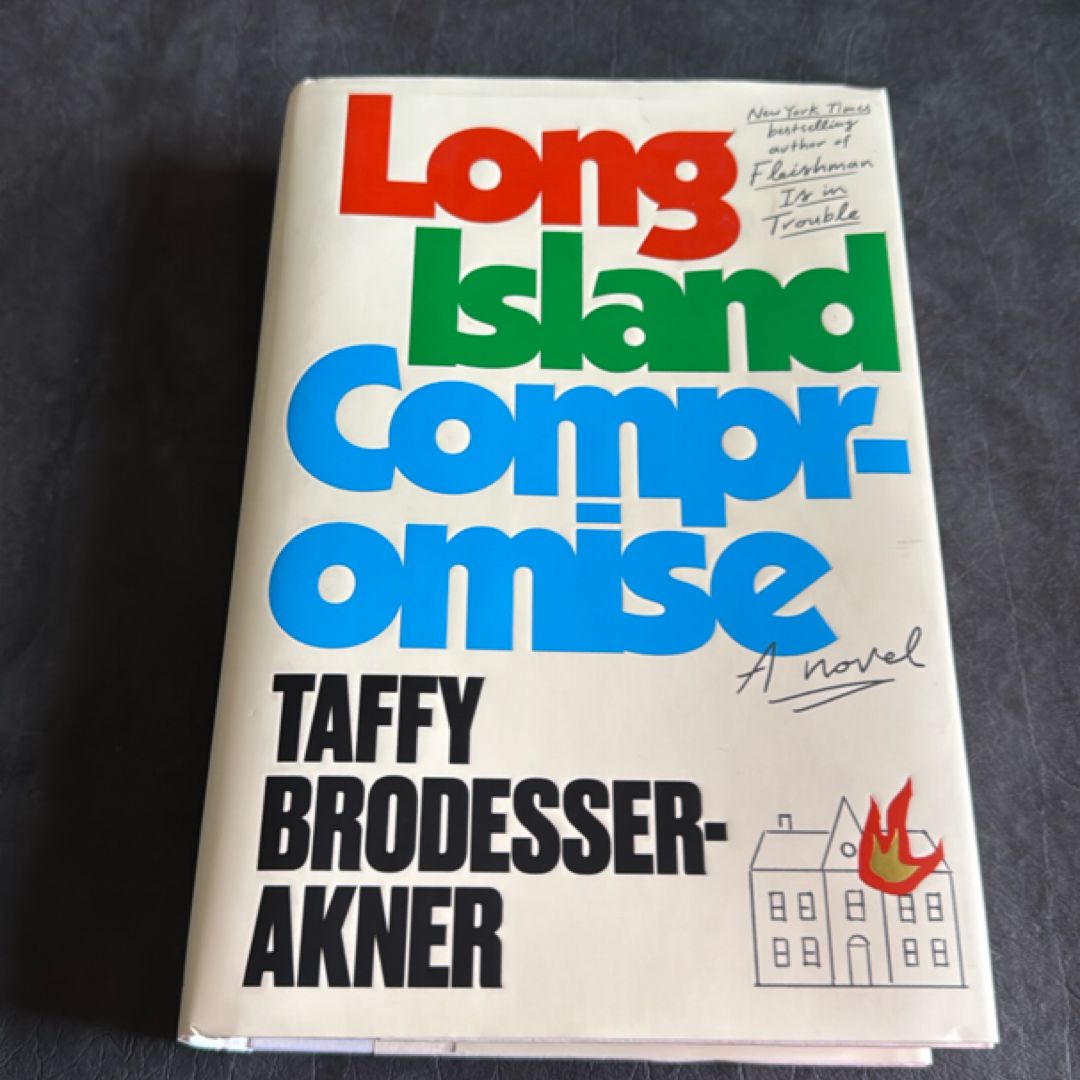 Long
Island
Compr-
omise
New York Times
bestselling
author of
Fleishman
Is in
Trouble
A novel
TAFFY
BRODESSER-
AKNER